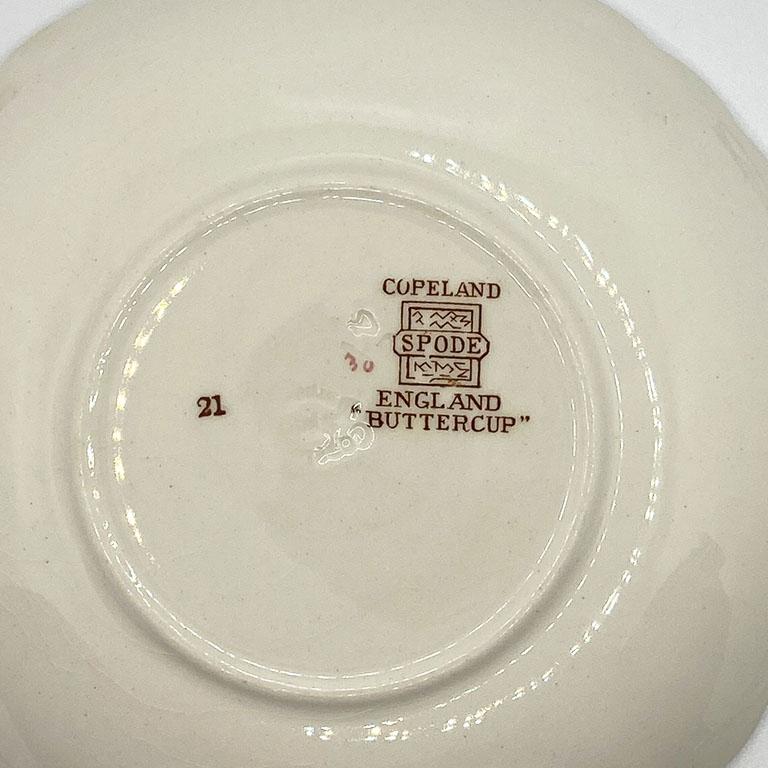 COPELAND
SPODE
ENGLAND
"BUTTERCUP"
30
21